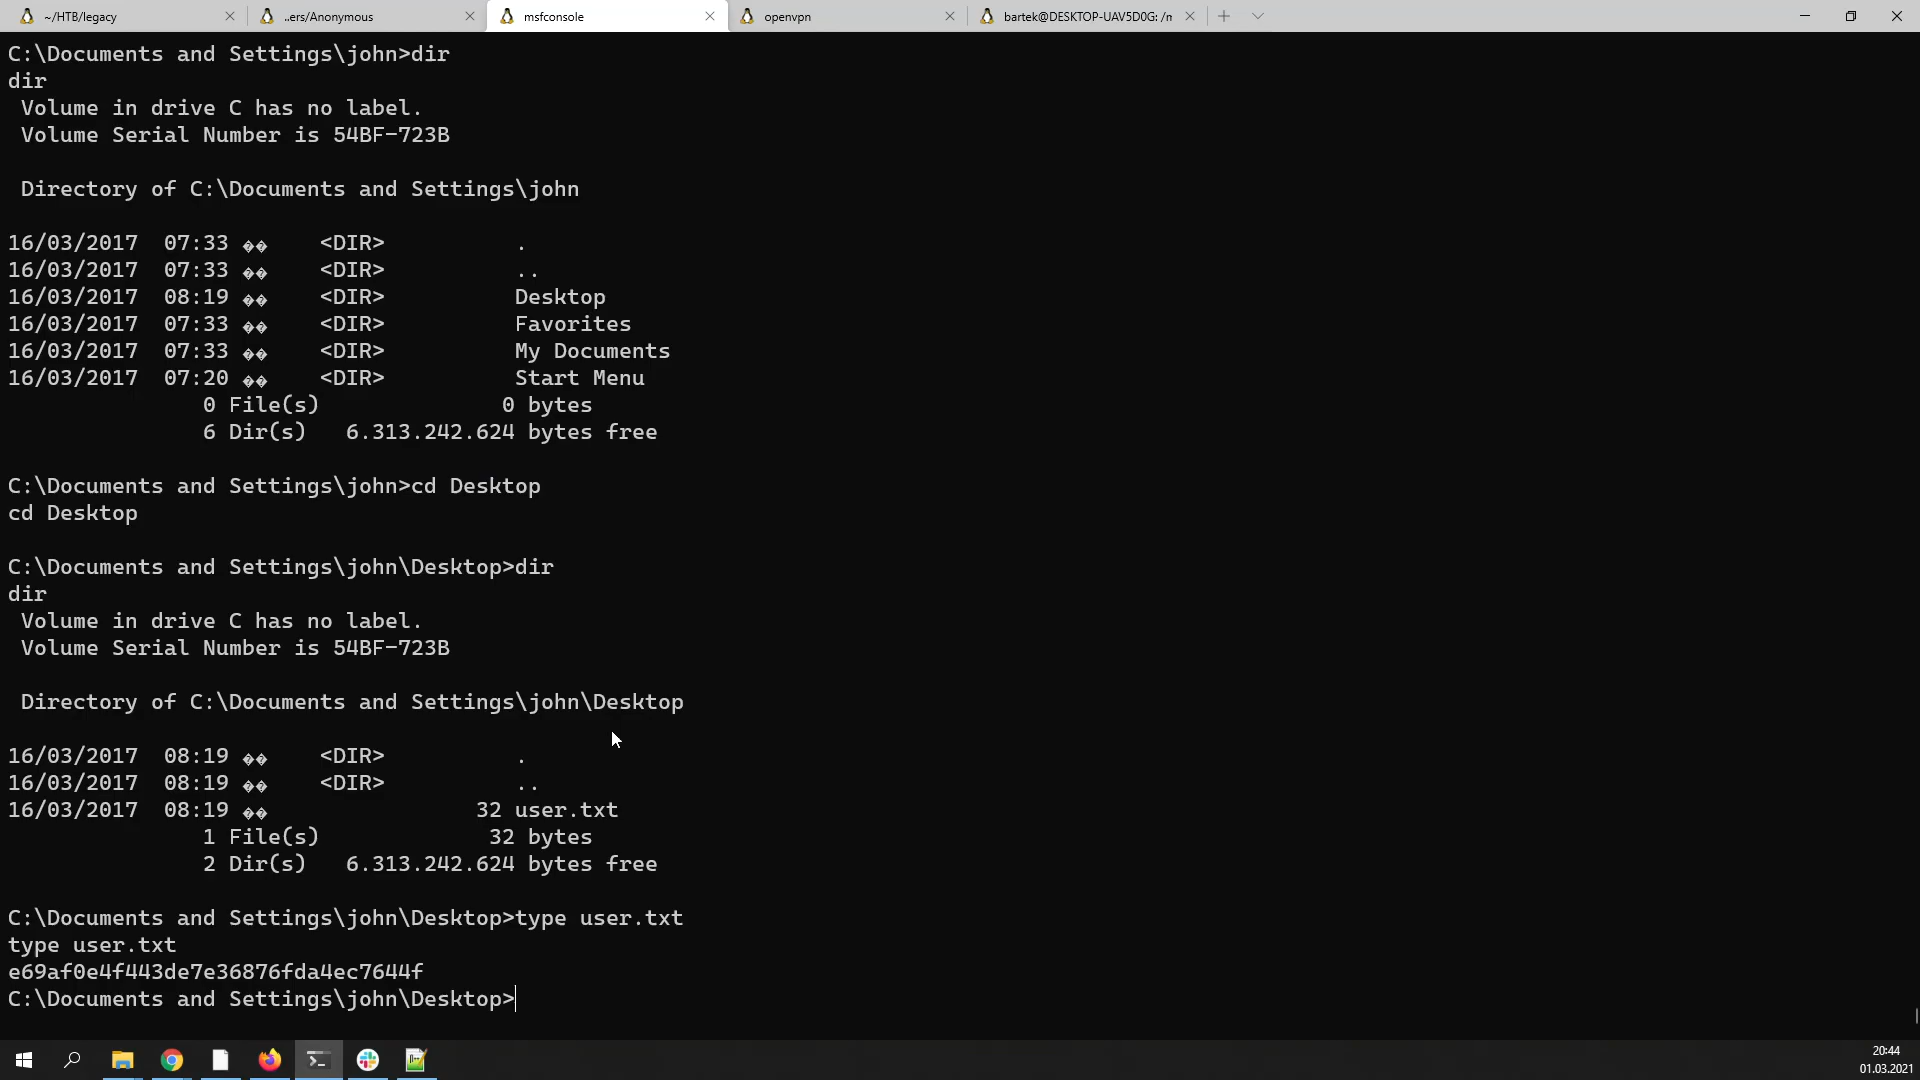 ~/HTB/legacy
..ers/Anonymous
msfconsole
openvpn
bartek@DESKTOP-UAV5D0G: /n
C:\Documents and Settings\john>dir
dir
 Volume in drive C has no label.
 Volume Serial Number is 54BF-723B
 Directory of C:\Documents and Settings\john
16/03/2017  07:33 ��    <DIR>          .
16/03/2017  07:33 ��    <DIR>          ..
16/03/2017  08:19 ��    <DIR>          Desktop
16/03/2017  07:33 ��    <DIR>          Favorites
16/03/2017  07:33 ��    <DIR>          My Documents
16/03/2017  07:20 ��    <DIR>          Start Menu
               0 File(s)              0 bytes
               6 Dir(s)   6.313.242.624 bytes free
C:\Documents and Settings\john>cd Desktop
cd Desktop
C:\Documents and Settings\john\Desktop>dir
dir
 Volume in drive C has no label.
 Volume Serial Number is 54BF-723B
 Directory of C:\Documents and Settings\john\Desktop
16/03/2017  08:19 ��    <DIR>          .
16/03/2017  08:19 ��    <DIR>          ..
16/03/2017  08:19 ��                32 user.txt
               1 File(s)             32 bytes
               2 Dir(s)   6.313.242.624 bytes free
C:\Documents and Settings\john\Desktop>type user.txt
type user.txt
e69af0e4f443de7e36876fda4ec7644f
C:\Documents and Settings\john\Desktop>
20:44
01.03.2021